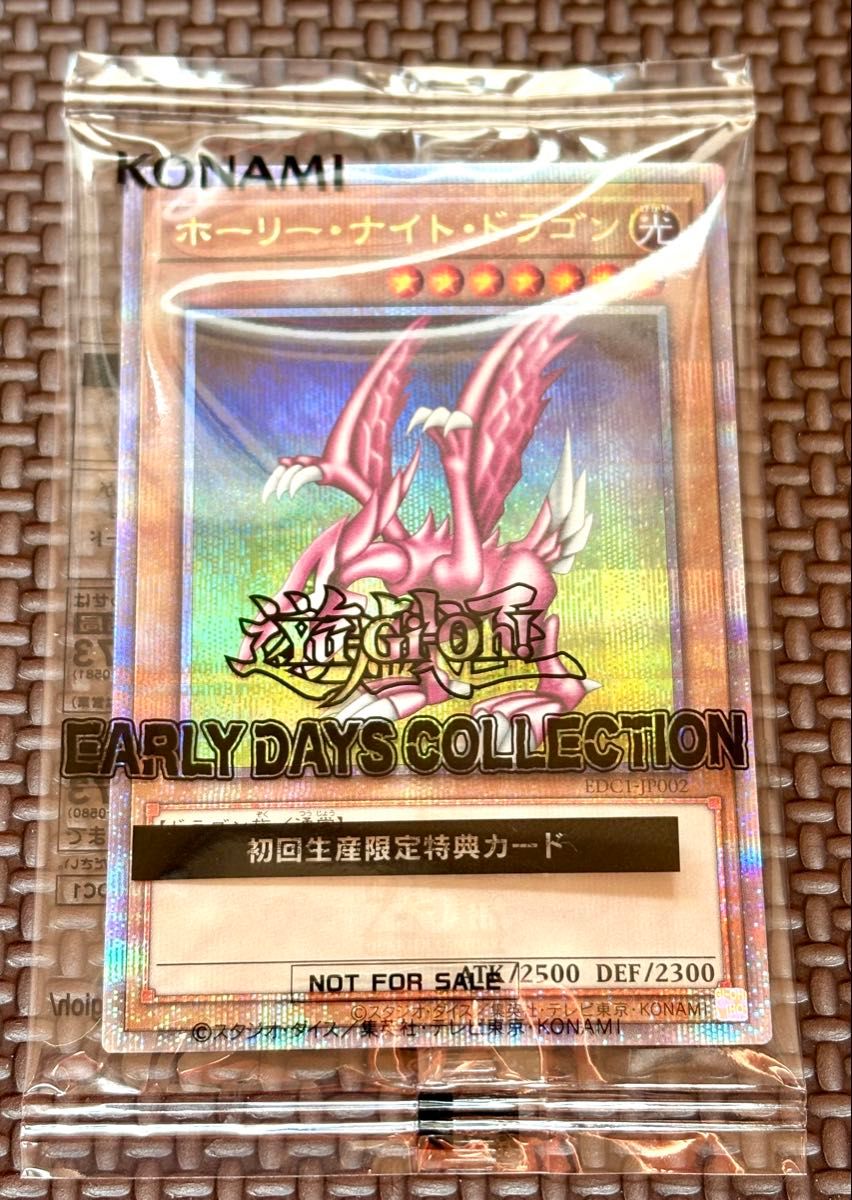 KONAMI
ホーリー・ナイト・ドラゴン 光
遊戯王
Yu-Gi-Oh!
EARLY DAYS COLLECTION
EDC1-JP002
初回生産限定特典カード
ATK/2500 DEF/2300
NOT FOR SALE
©スタジオ・ダイス/集英社・テレビ東京・KONAMI
©スタジオ・ダイス/集英社・テレビ東京・KONAMI